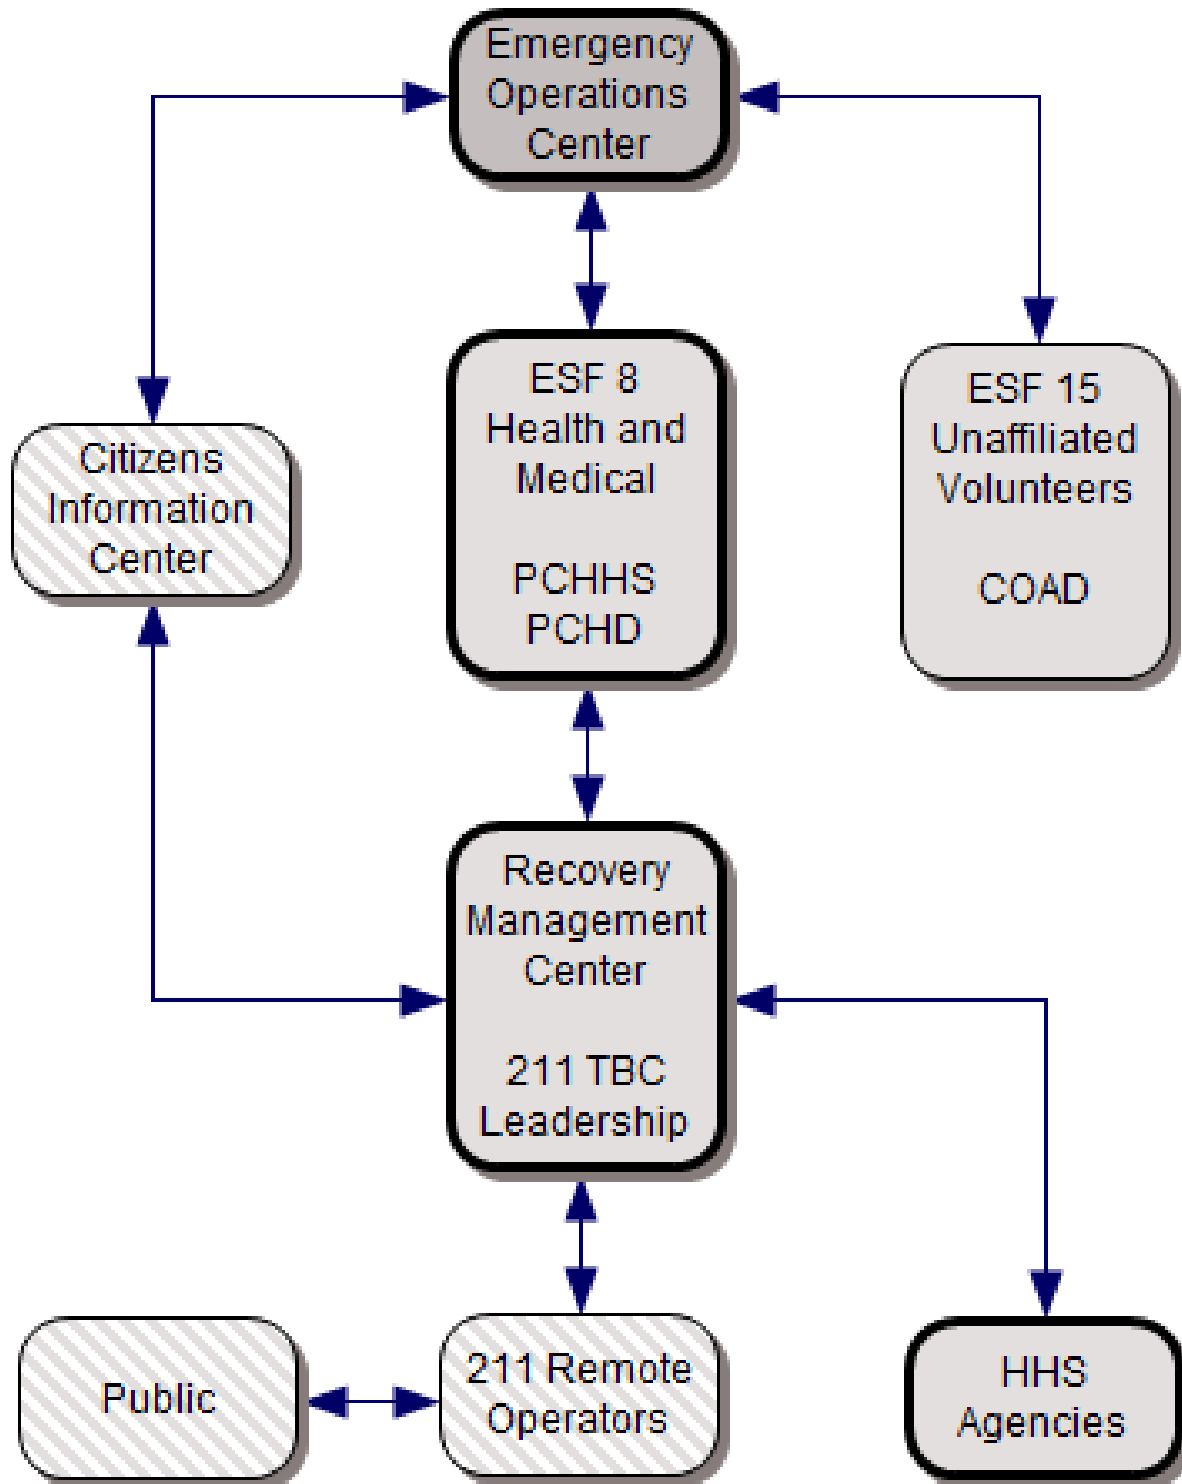 Emergency
Operations
Center
ESF 8
Health and
Medical
PCHHS
PCHD
ESF 15
Unaffiliated
Volunteers
COAD
Citizens
Information
Center
Recovery
Management
Center
211 TBC
Leadership
Public
211 Remote
Operators
HHS
Agencies